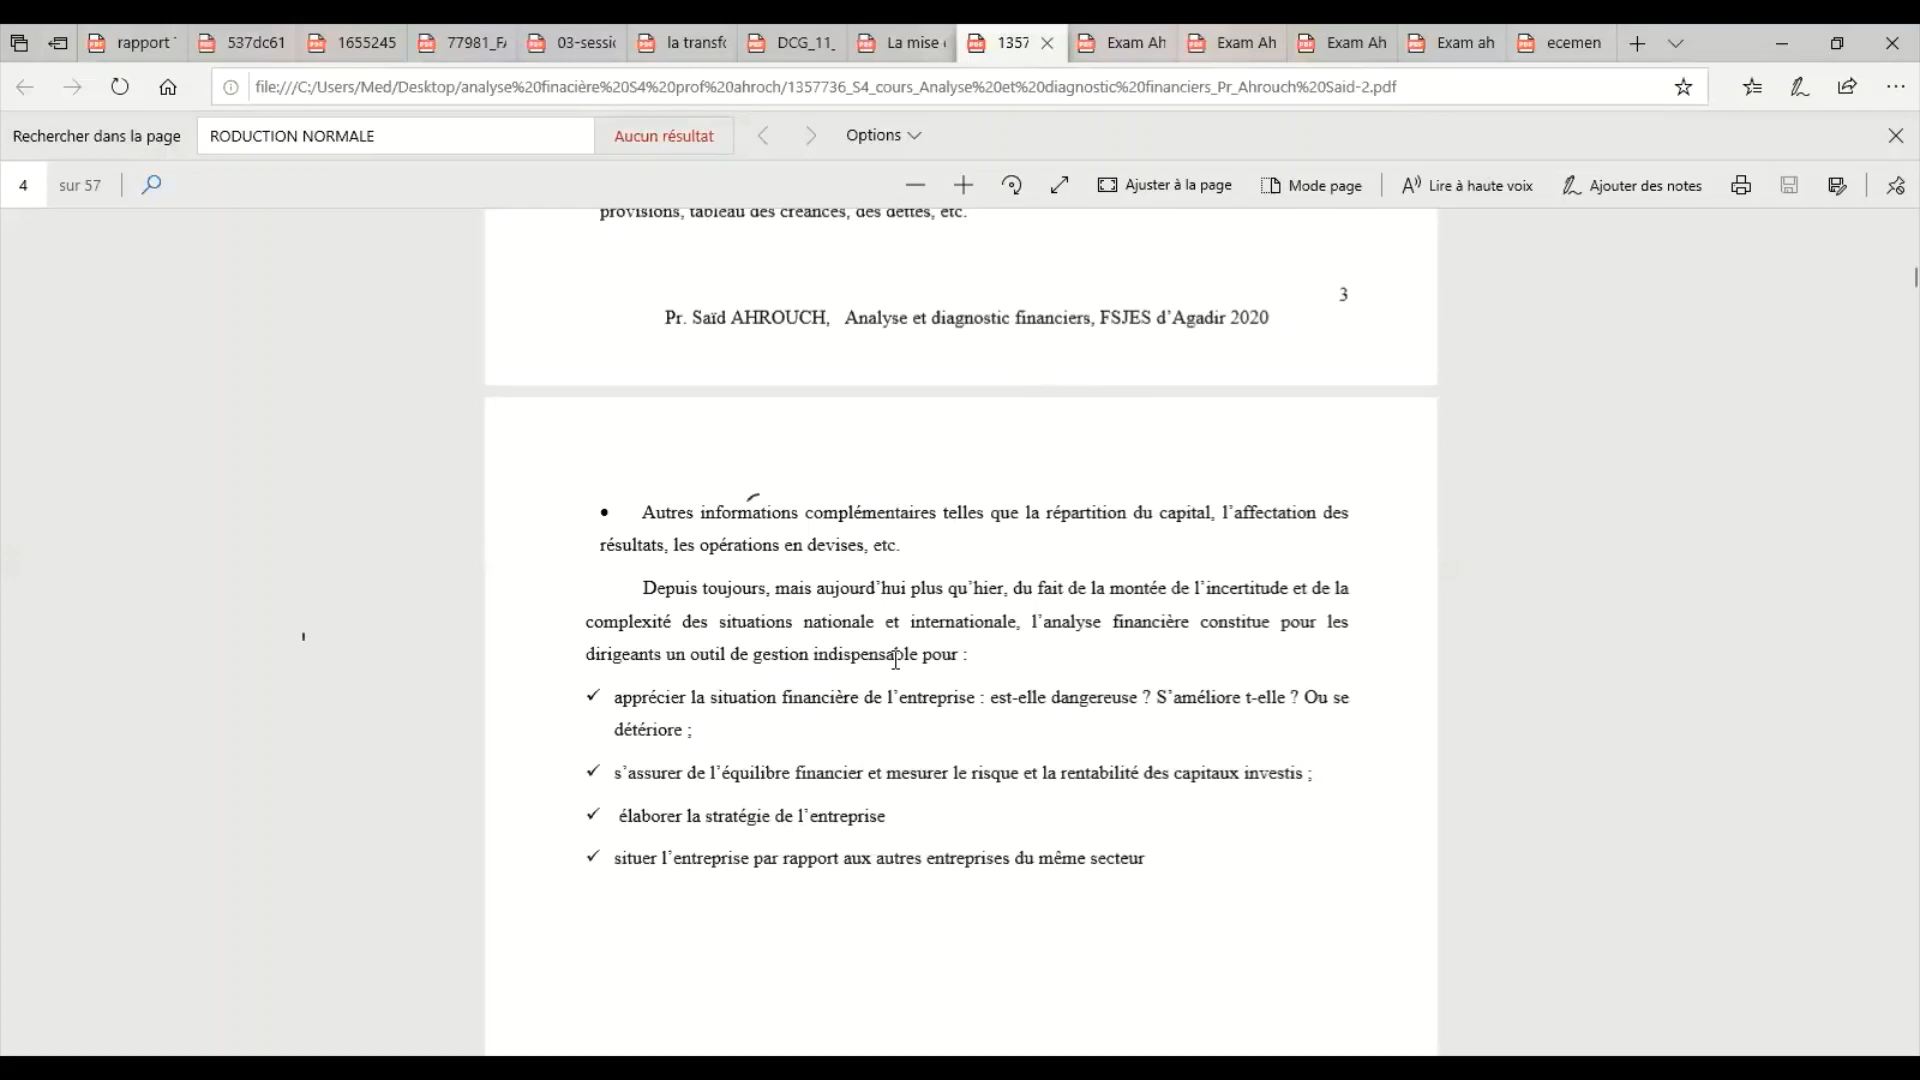 rapport
537dc61
1655245
77981_F
03-sessi
la transf
DCG_11_
La mise
1357
Exam Ah
Exam Ah
Exam Ah
Exam ah
ecemen
file:///C:/Users/Med/Desktop/analyse%20finacière%20S4%20prof%20ahroch/1357736_S4_cours_Analyse%20et%20diagnostic%20financiers_Pr_Ahrouch%20Said-2.pdf
Rechercher dans la page
RODUCTION NORMALE
Aucun résultat
Options
4 sur 57
Ajuster à la page
Mode page
Lire à haute voix
Ajouter des notes
provisions, tableau des créances, des dettes, etc.
3
Pr. Saïd AHROUCH, Analyse et diagnostic financiers, FSJES d’Agadir 2020
• Autres informations complémentaires telles que la répartition du capital, l’affectation des
résultats, les opérations en devises, etc.
Depuis toujours, mais aujourd’hui plus qu’hier, du fait de la montée de l’incertitude et de la
complexité des situations nationale et internationale, l’analyse financière constitue pour les
dirigeants un outil de gestion indispensable pour :
✓ apprécier la situation financière de l’entreprise : est-elle dangereuse ? S’améliore t-elle ? Ou se
détériore ;
✓ s’assurer de l’équilibre financier et mesurer le risque et la rentabilité des capitaux investis ;
✓ élaborer la stratégie de l’entreprise
✓ situer l’entreprise par rapport aux autres entreprises du même secteur